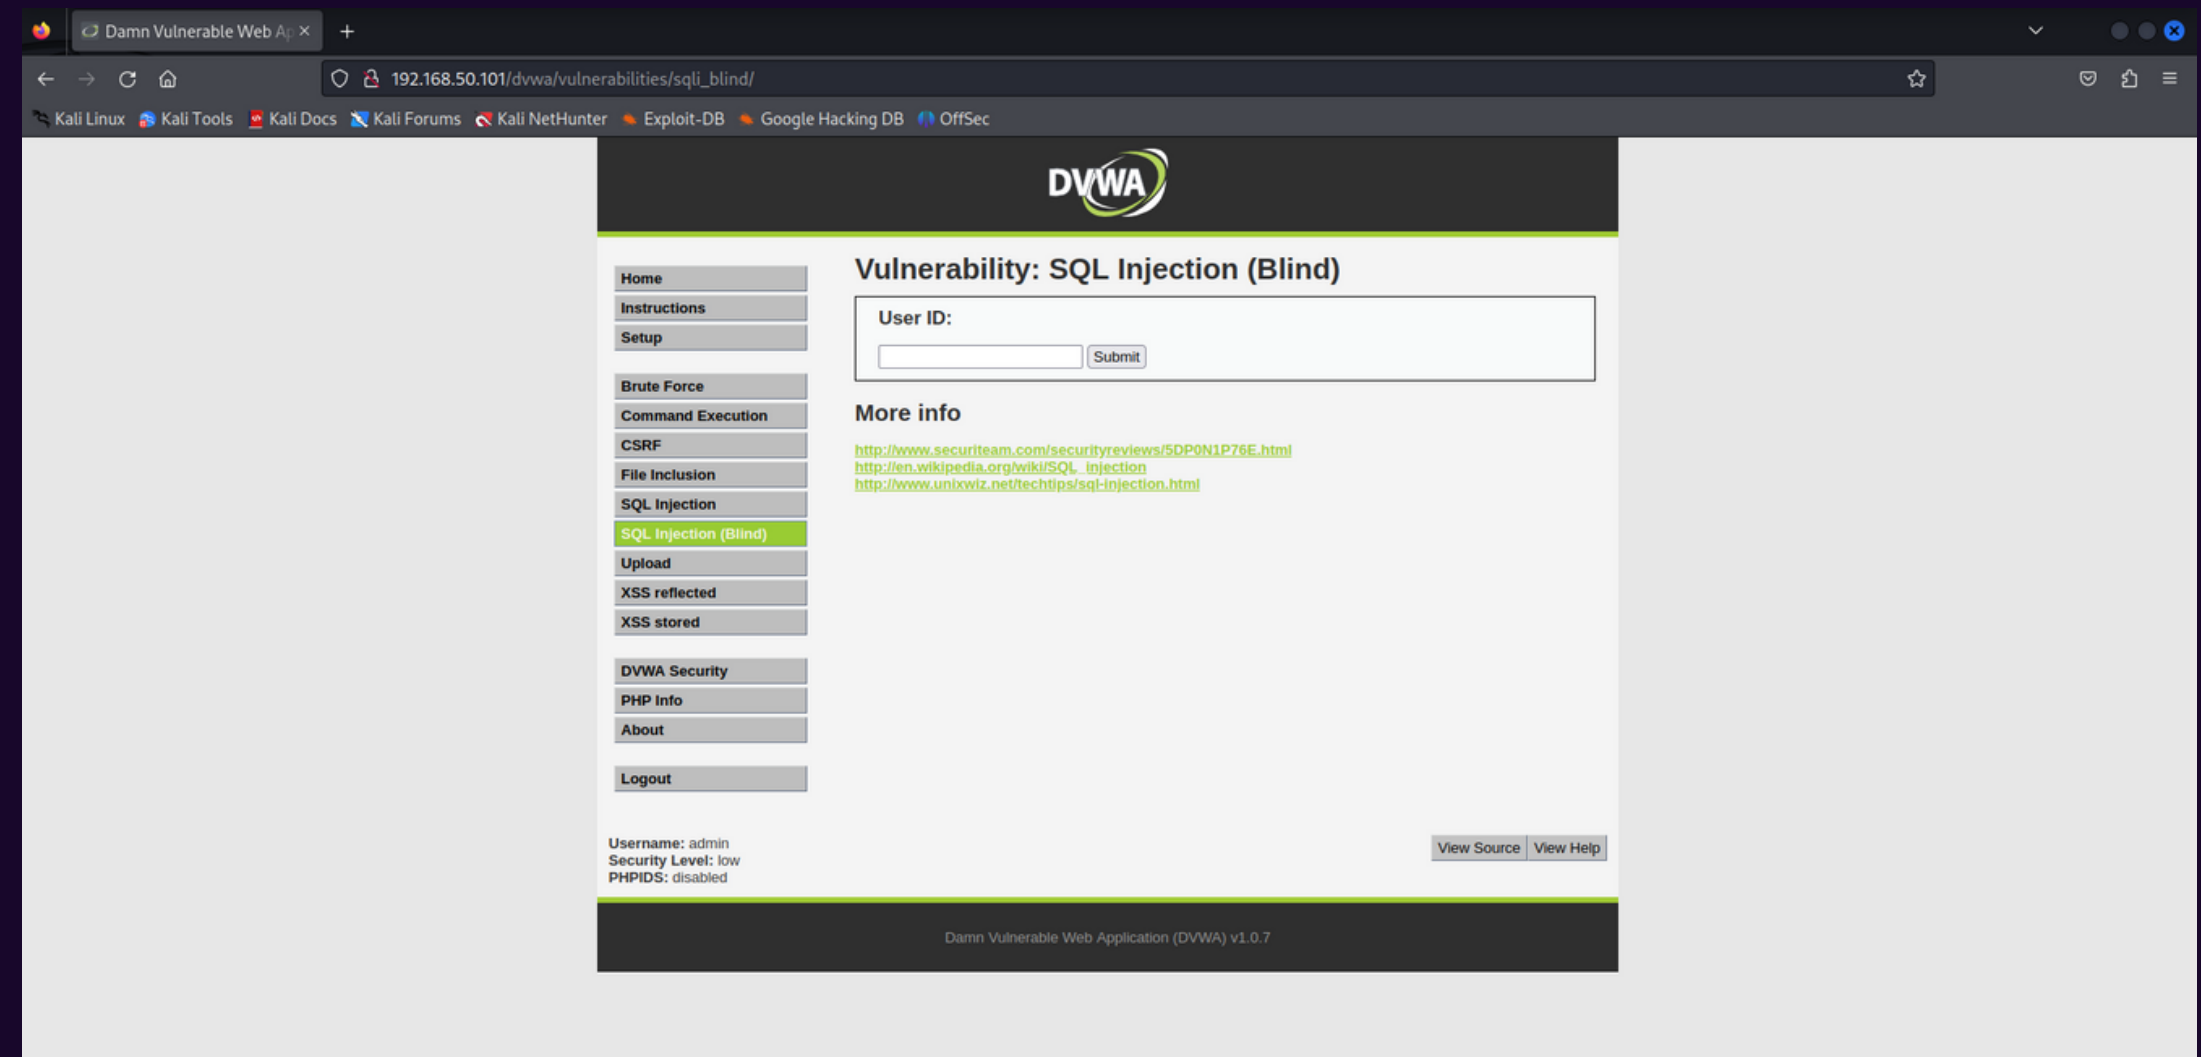 Damn Vulnerable Web Ap
192.168.50.101/dvwa/vulnerabilities/sqli_blind/
Kali Linux Kali Tools Kali Docs Kali Forums Kali NetHunter Exploit-DB Google Hacking DB OffSec
DVWA
Home
Instructions
Setup
Brute Force
Command Execution
CSRF
File Inclusion
SQL Injection
SQL Injection (Blind)
Upload
XSS reflected
XSS stored
DVWA Security
PHP Info
About
Logout
Vulnerability: SQL Injection (Blind)
User ID:
Submit
More info
http://www.securiteam.com/securityreviews/5DP0N1P76E.html
http://en.wikipedia.org/wiki/SQL_injection
http://www.unixwiz.net/techtips/sql-injection.html
Username: admin
Security Level: low
PHPIDS: disabled
View Source View Help
Damn Vulnerable Web Application (DVWA) v1.0.7